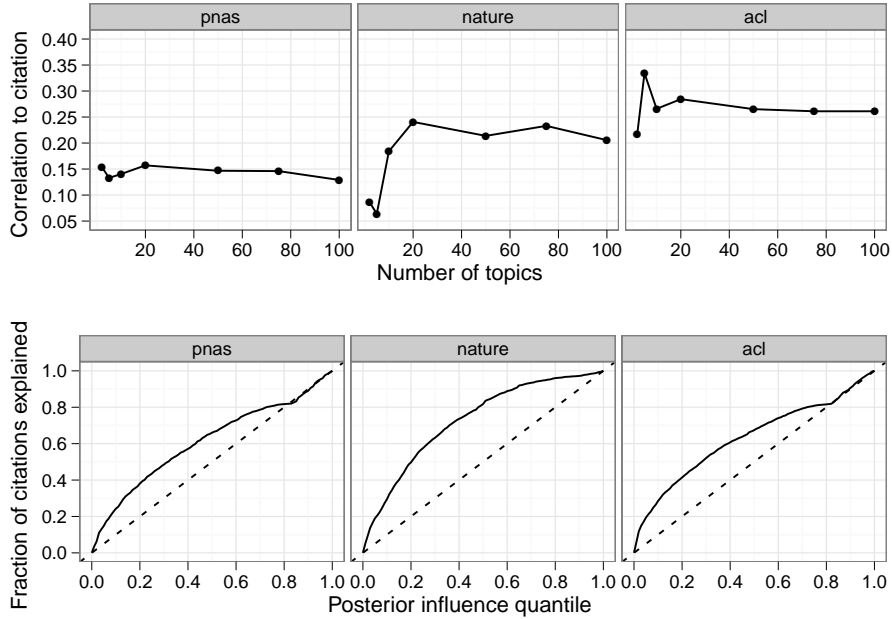 pnas nature acl
Correlation to citation
0.40
0.35
0.30
0.25
0.20
0.15
0.10
0.05
20 40 60 80 100 20 40 60 80 100 20 40 60 80 100
Number of topics
pnas nature acl
Fraction of citations explained
1.0
0.8
0.6
0.4
0.2
0.0
0.0 0.2 0.4 0.6 0.8 1.0 0.0 0.2 0.4 0.6 0.8 1.0 0.0 0.2 0.4 0.6 0.8 1.0
Posterior influence quantile